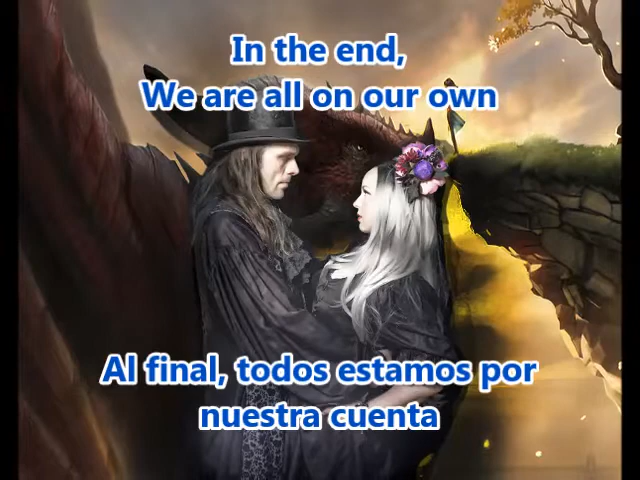 In the end,
We are all on our own
Al final, todos estamos por
nuestra cuenta